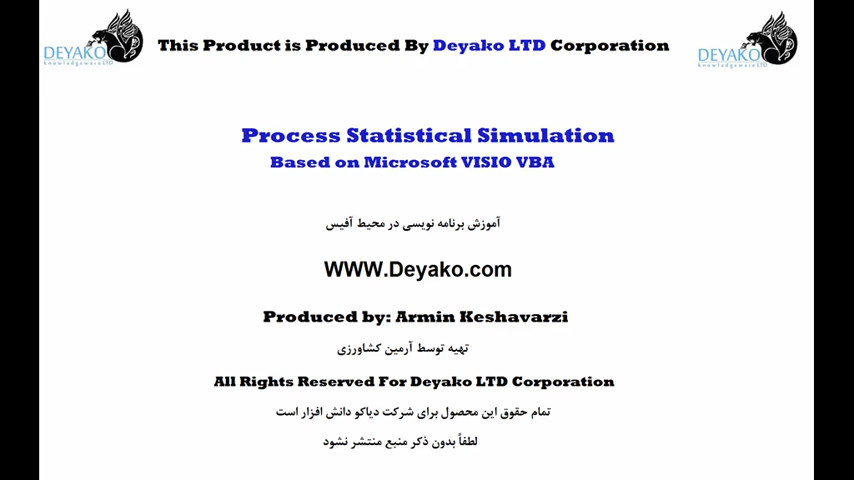 DEYAKO
knowledgeware LTD
This Product is Produced By Deyako LTD Corporation
DEYAKO
knowledgeware LTD
Process Statistical Simulation
Based on Microsoft VISIO VBA
آموزش برنامه نویسی در محیط آفیس
WWW.Deyako.com
Produced by: Armin Keshavarzi
تهیه توسط آرمین کشاورزی
All Rights Reserved For Deyako LTD Corporation
تمام حقوق این محصول برای شرکت دیاکو دانش افزار است
لطفاً بدون ذکر منبع منتشر نشود